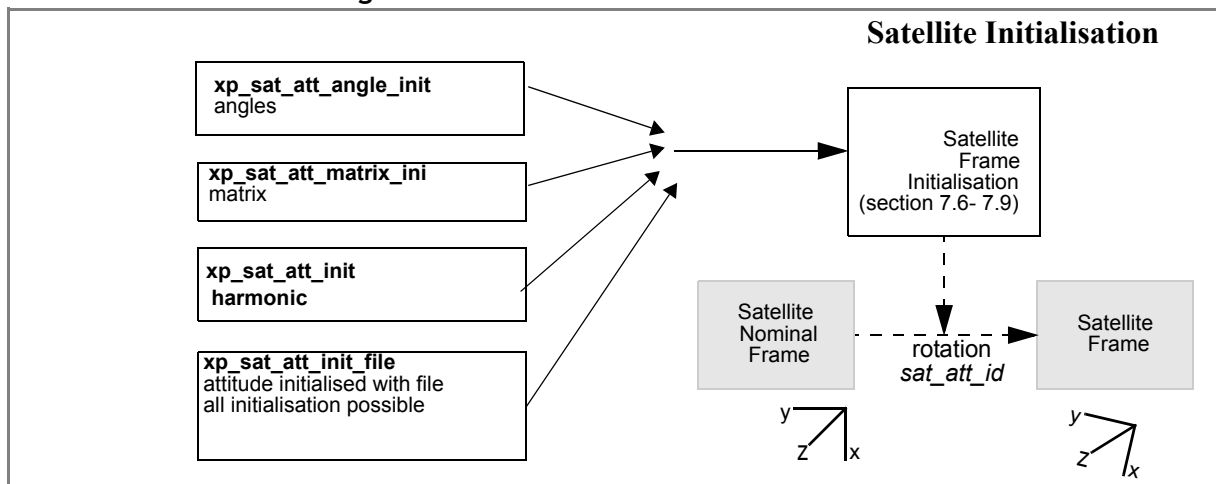 Satellite Initialisation
xp_sat_att_angle_init
angles
xp_sat_att_matrix_ini
matrix
xp_sat_att_init
harmonic
xp_sat_att_init_file
attitude initialised with file
all initialisation possible
Satellite
Frame
Initialisation
(section 7.6- 7.9)
Satellite
Nominal
Frame
rotation
sat_att_id
Satellite
Frame
y
z
x
y
z
x